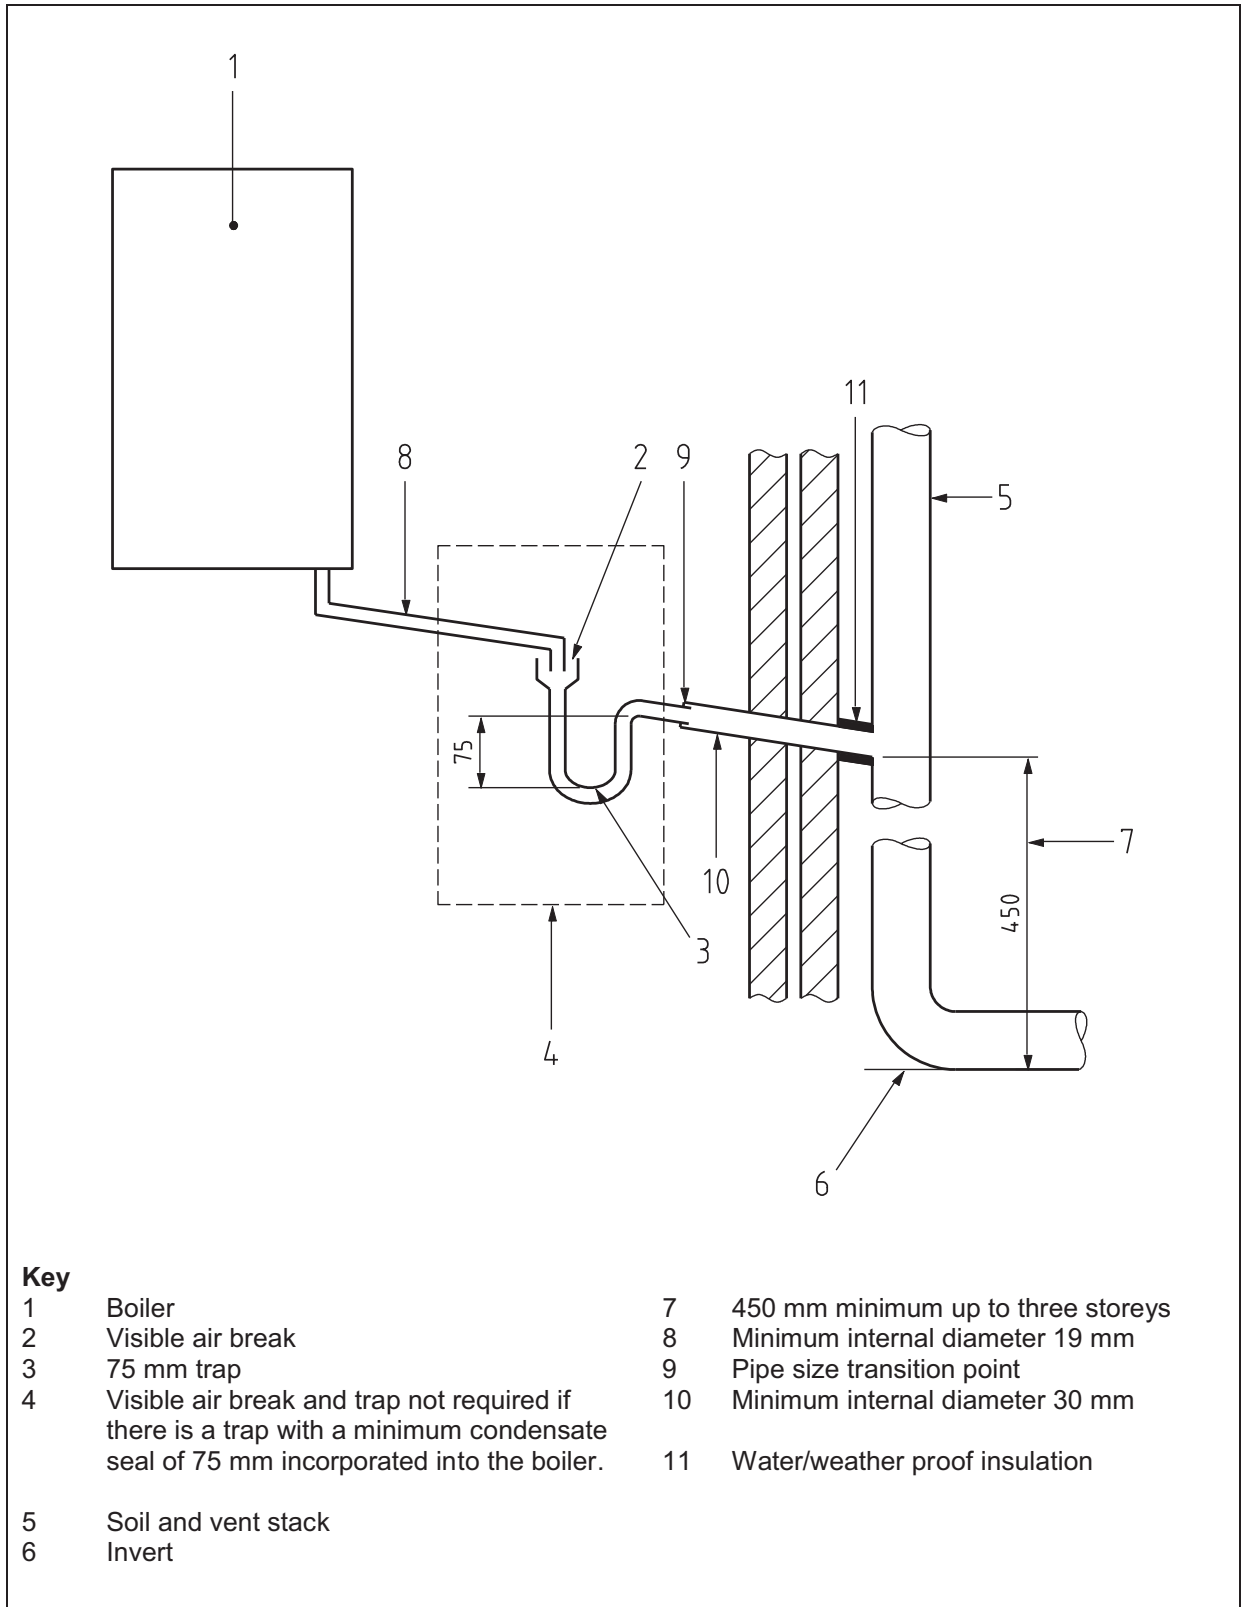 1
11
8
2
9
5
75
10
7
450
3
4
6
Key
1 Boiler
2 Visible air break
3 75 mm trap
4 Visible air break and trap not required if
there is a trap with a minimum condensate
seal of 75 mm incorporated into the boiler.
5 Soil and vent stack
6 Invert
7 450 mm minimum up to three storeys
8 Minimum internal diameter 19 mm
9 Pipe size transition point
10 Minimum internal diameter 30 mm
11 Water/weather proof insulation